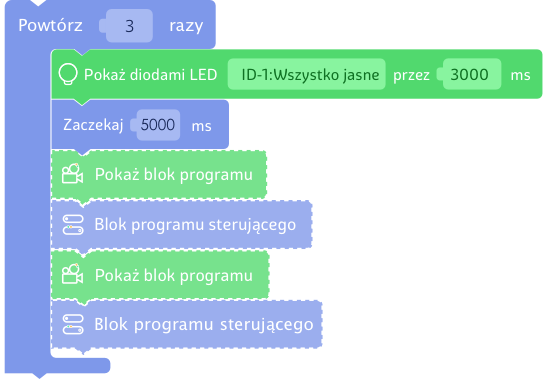 Powtórz 3 razy
Pokaż diodami LED ID-1:Wszystko jasne przez 3000 ms
Zaczekaj 5000 ms
Pokaż blok programu
Blok programu sterującego
Pokaż blok programu
Blok programu sterującego